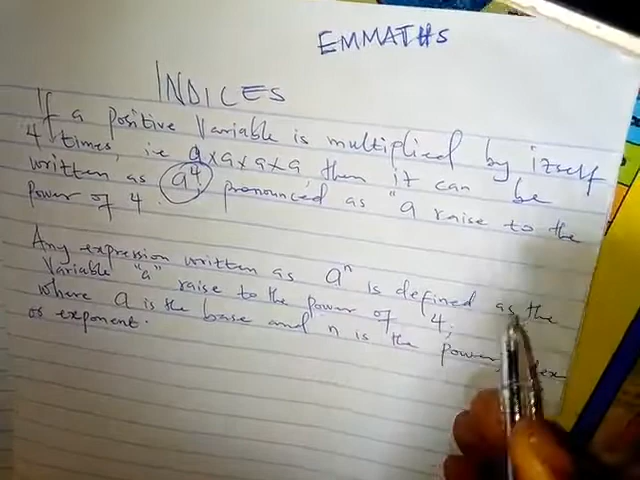 EMMATHS
INDICES
If a positive Variable is multiplied by itself
4 times, ie a x a x a x a then it can be
written as a⁴, pronounced as "a raise to the
power of 4.
Any expression written as aⁿ is defined as the
Variable "a" raise to the power of 4;
where a is the base and n is the power,
or exponent.